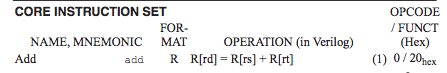 CORE INSTRUCTION SET OPCODE
FOR- / FUNCT
NAME, MNEMONIC MAT OPERATION (in Verilog) (Hex)
Add add R R[rd] = R[rs] + R[rt] (1) 0 / 20hex